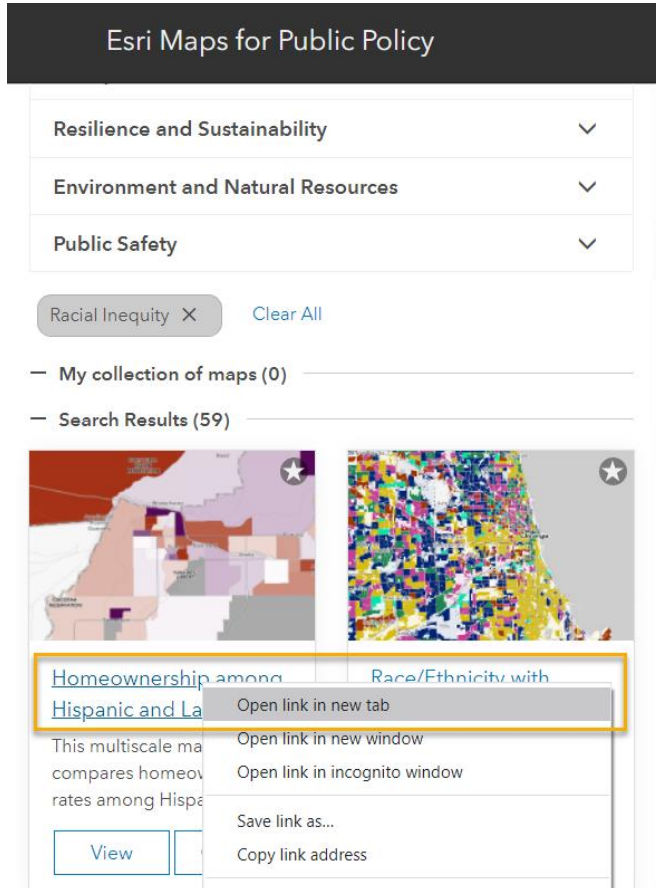 Esri Maps for Public Policy
Resilience and Sustainability
Environment and Natural Resources
Public Safety
Racial Inequity ✕ Clear All
My collection of maps (0)
Search Results (59)
Homeownership among
Hispanic and La
This multiscale ma
compares homeow
rates among Hispa
View
Race/Ethnicity with
Open link in new tab
Open link in new window
Open link in incognito window
Save link as...
Copy link address